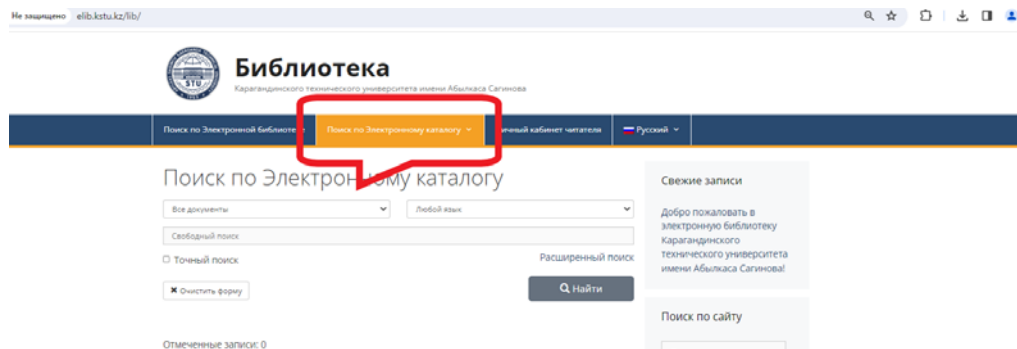 Не защищено elib.kstu.kz/lib/
STU
Библиотека
Карагандинского технического университета имени Абылкаса Сагинова
Поиск по Электронной библиоте Поиск по Электронному каталогу ичный кабинет читателя Русский
Поиск по Электронному каталогу
Все документы Любой язык
Свободный поиск
Точный поиск Расширенный поиск
Очистить форму Найти
Отмеченные записи: 0
Свежие записи
Добро пожаловать в
электронную библиотеку
Карагандинского
технического университета
имени Абылкаса Сагинова!
Поиск по сайту